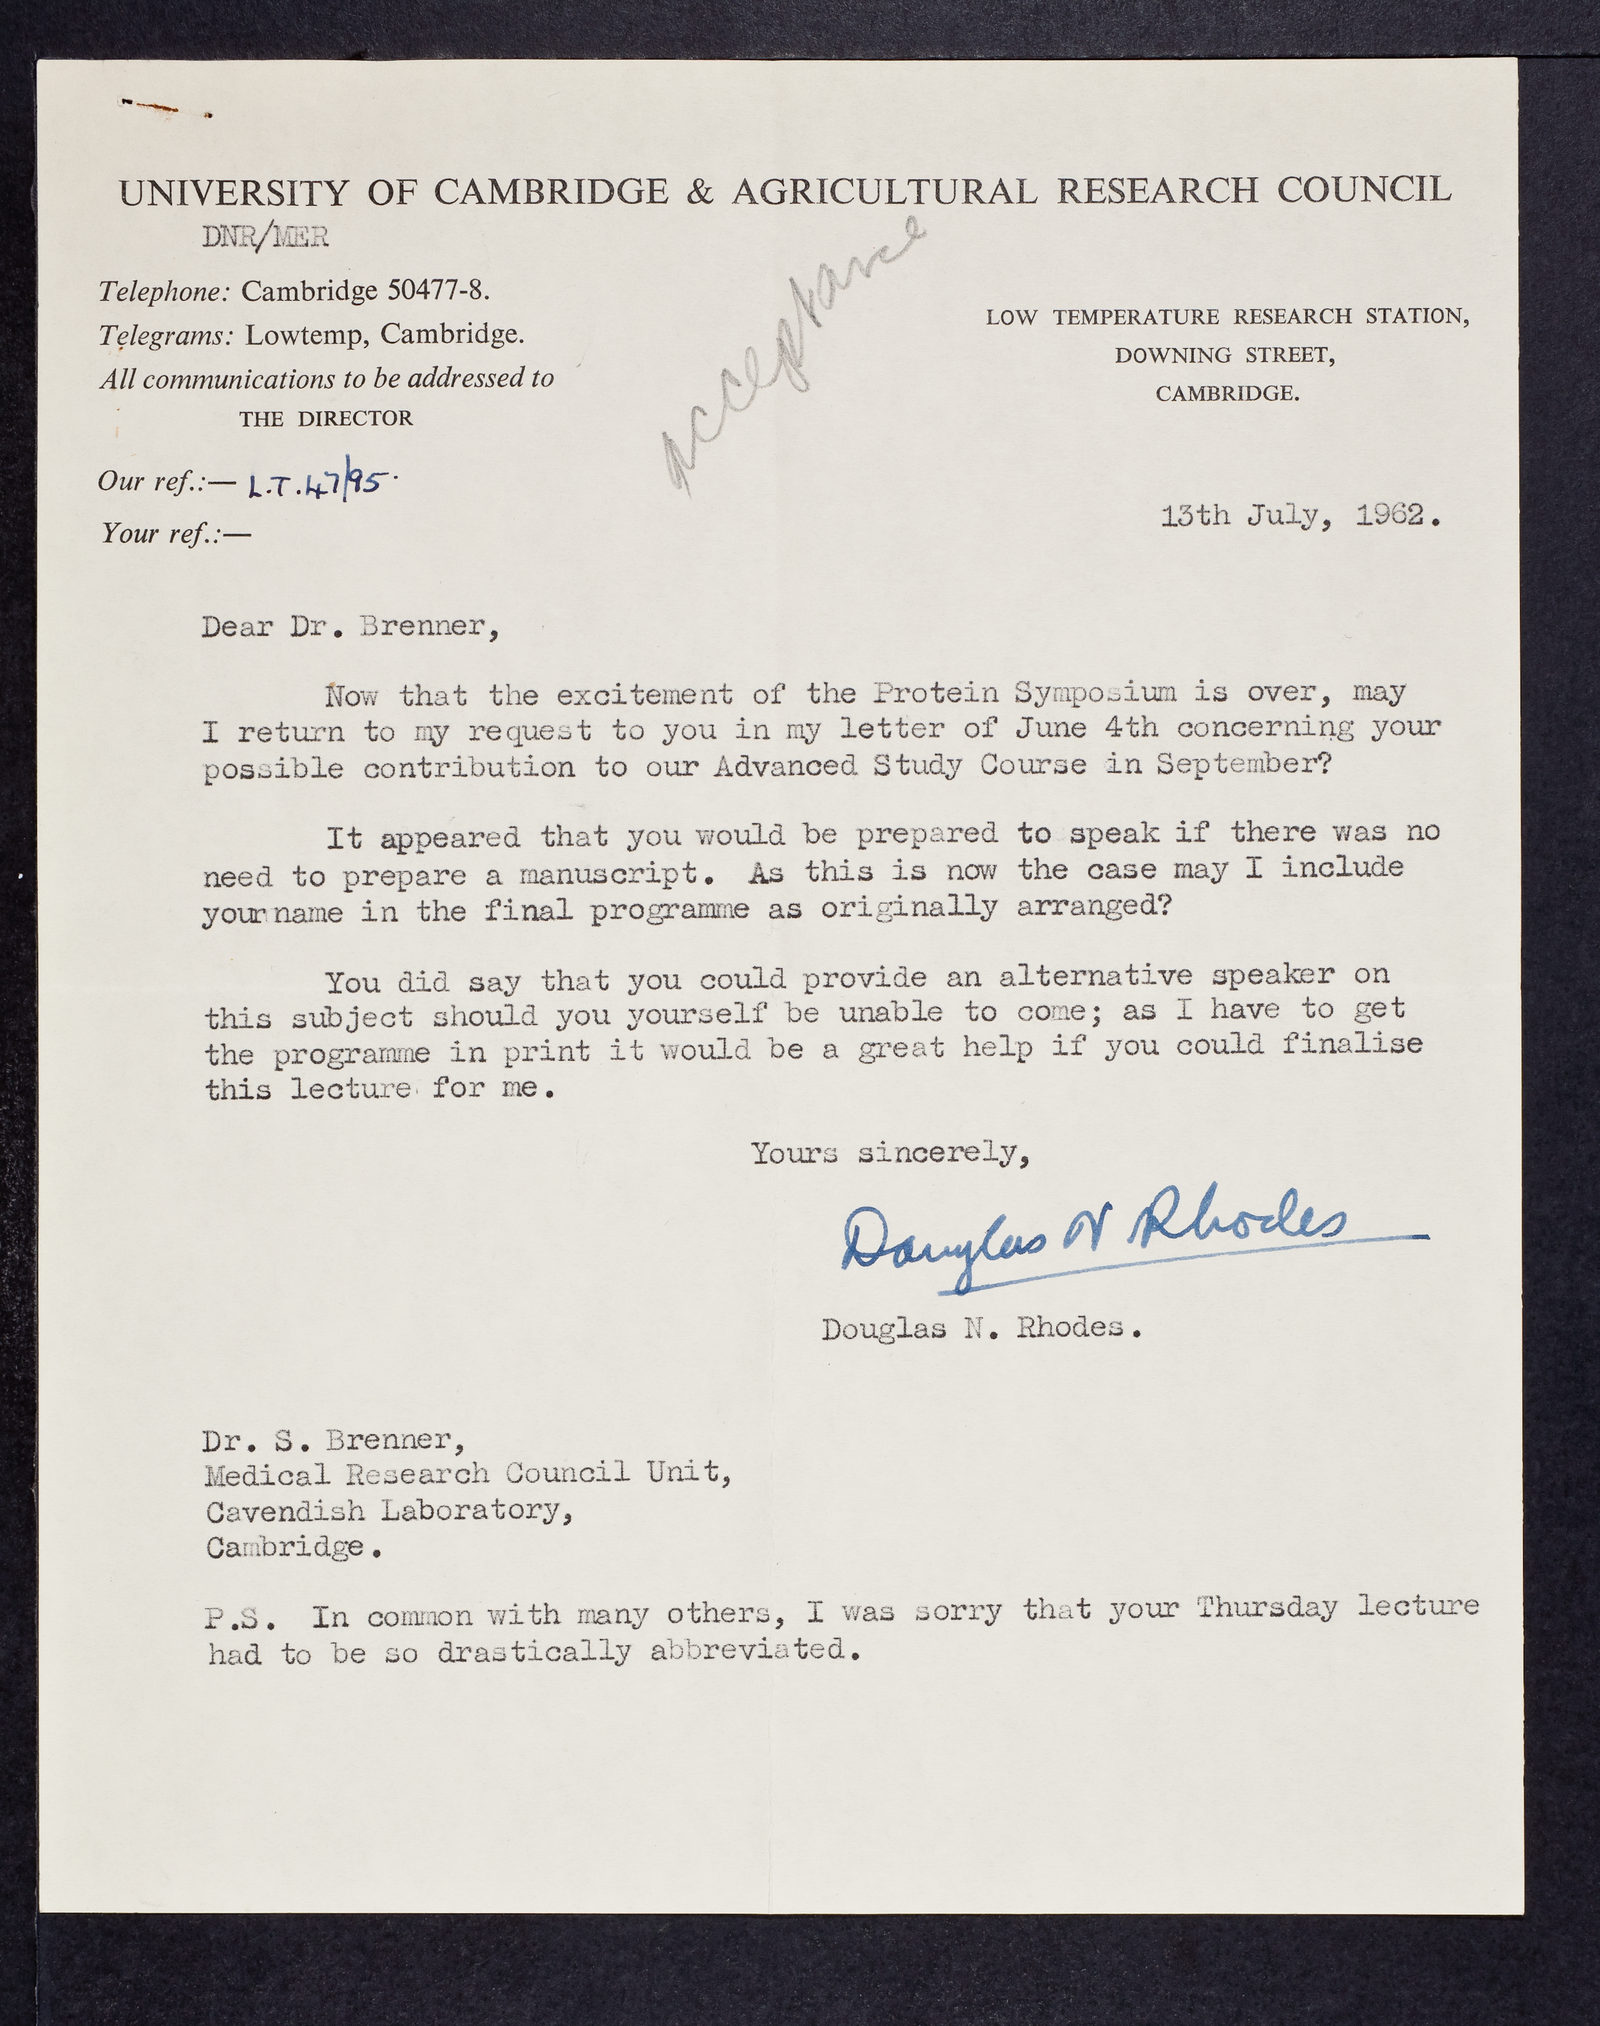 UNIVERSITY OF CAMBRIDGE & AGRICULTURAL RESEARCH COUNCIL
DNR/MER
acceptance
Telephone: Cambridge 50477-8.
Telegrams: Lowtemp, Cambridge.
All communications to be addressed to
THE DIRECTOR
LOW TEMPERATURE RESEARCH STATION,
DOWNING STREET,
CAMBRIDGE.
Our ref.:— L.T.47/95.
Your ref.:—
13th July, 1962.
Dear Dr. Brenner,
Now that the excitement of the Protein Symposium is over, may
I return to my request to you in my letter of June 4th concerning your
possible contribution to our Advanced Study Course in September?
It appeared that you would be prepared to speak if there was no
need to prepare a manuscript. As this is now the case may I include
your name in the final programme as originally arranged?
You did say that you could provide an alternative speaker on
this subject should you yourself be unable to come; as I have to get
the programme in print it would be a great help if you could finalise
this lecture for me.
Yours sincerely,
Douglas N Rhodes
Douglas N. Rhodes.
Dr. S. Brenner,
Medical Research Council Unit,
Cavendish Laboratory,
Cambridge.
P.S. In common with many others, I was sorry that your Thursday lecture
had to be so drastically abbreviated.